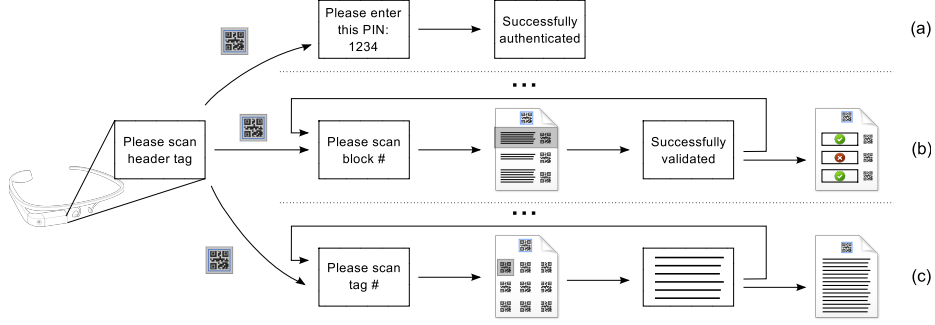 Please enter
this PIN:
1234
Successfully
authenticated
(a)
...
Please scan
header tag
Please scan
block #
Successfully
validated
(b)
...
Please scan
tag #
(c)